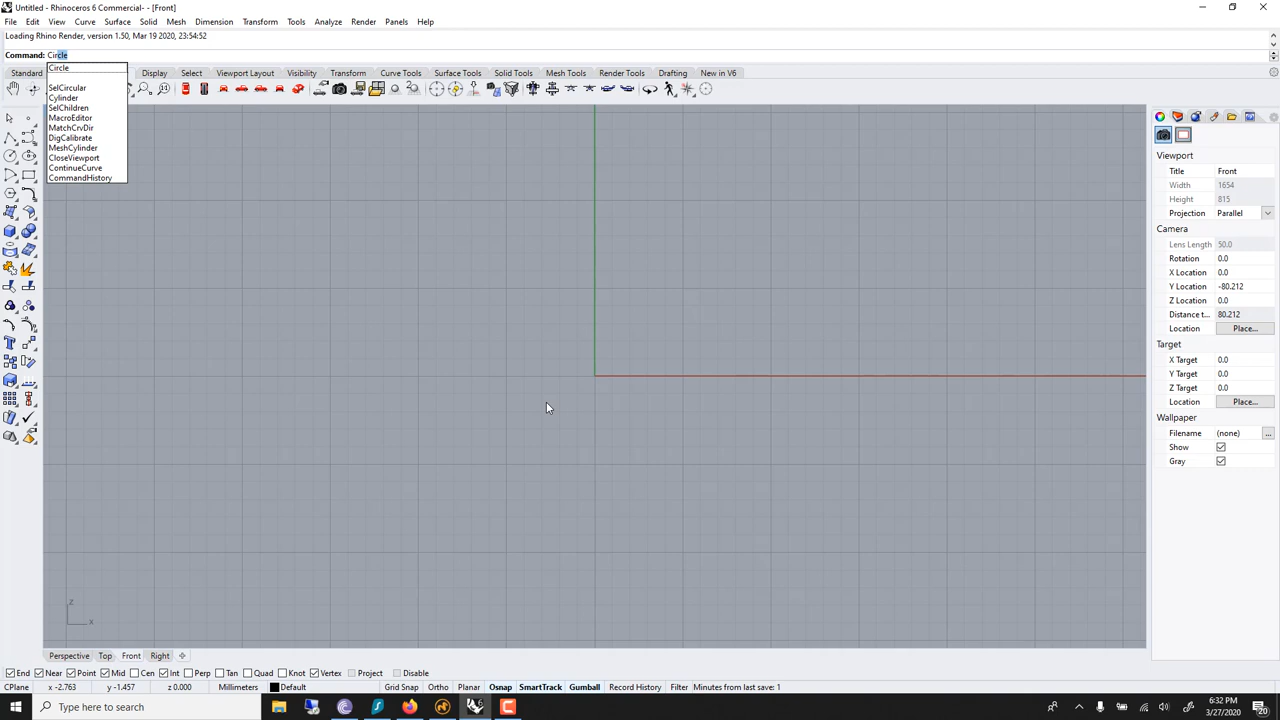 Untitled - Rhinoceros 6 Commercial- - [Front]
File Edit View Curve Surface Solid Mesh Dimension Transform Tools Analyze Render Panels Help
Loading Rhino Render, version 1.50, Mar 19 2020, 23:54:52
Command: Circle
Circle
SelCircular
Cylinder
SelChildren
MacroEditor
MatchCrvDir
DigCalibrate
MeshCylinder
CloseViewport
ContinueCurve
CommandHistory
Standard Display Select Viewport Layout Visibility Transform Curve Tools Surface Tools Solid Tools Mesh Tools Render Tools Drafting New in V6
Viewport
Title Front
Width 1654
Height 815
Projection Parallel
Camera
Lens Length 50.0
Rotation 0.0
X Location 0.0
Y Location -80.212
Z Location 0.0
Distance t... 80.212
Location Place...
Target
X Target 0.0
Y Target 0.0
Z Target 0.0
Location Place...
Wallpaper
Filename (none) ...
Show
Gray
z
x
Perspective Top Front Right
End Near Point Mid Cen Int Perp Tan Quad Knot Vertex Project Disable
CPlane x -2.763 y -1.457 z 0.000 Millimeters Default Grid Snap Ortho Planar Osnap SmartTrack Gumball Record History Filter Minutes from last save: 1
Type here to search
6:32 PM
3/27/2020
20